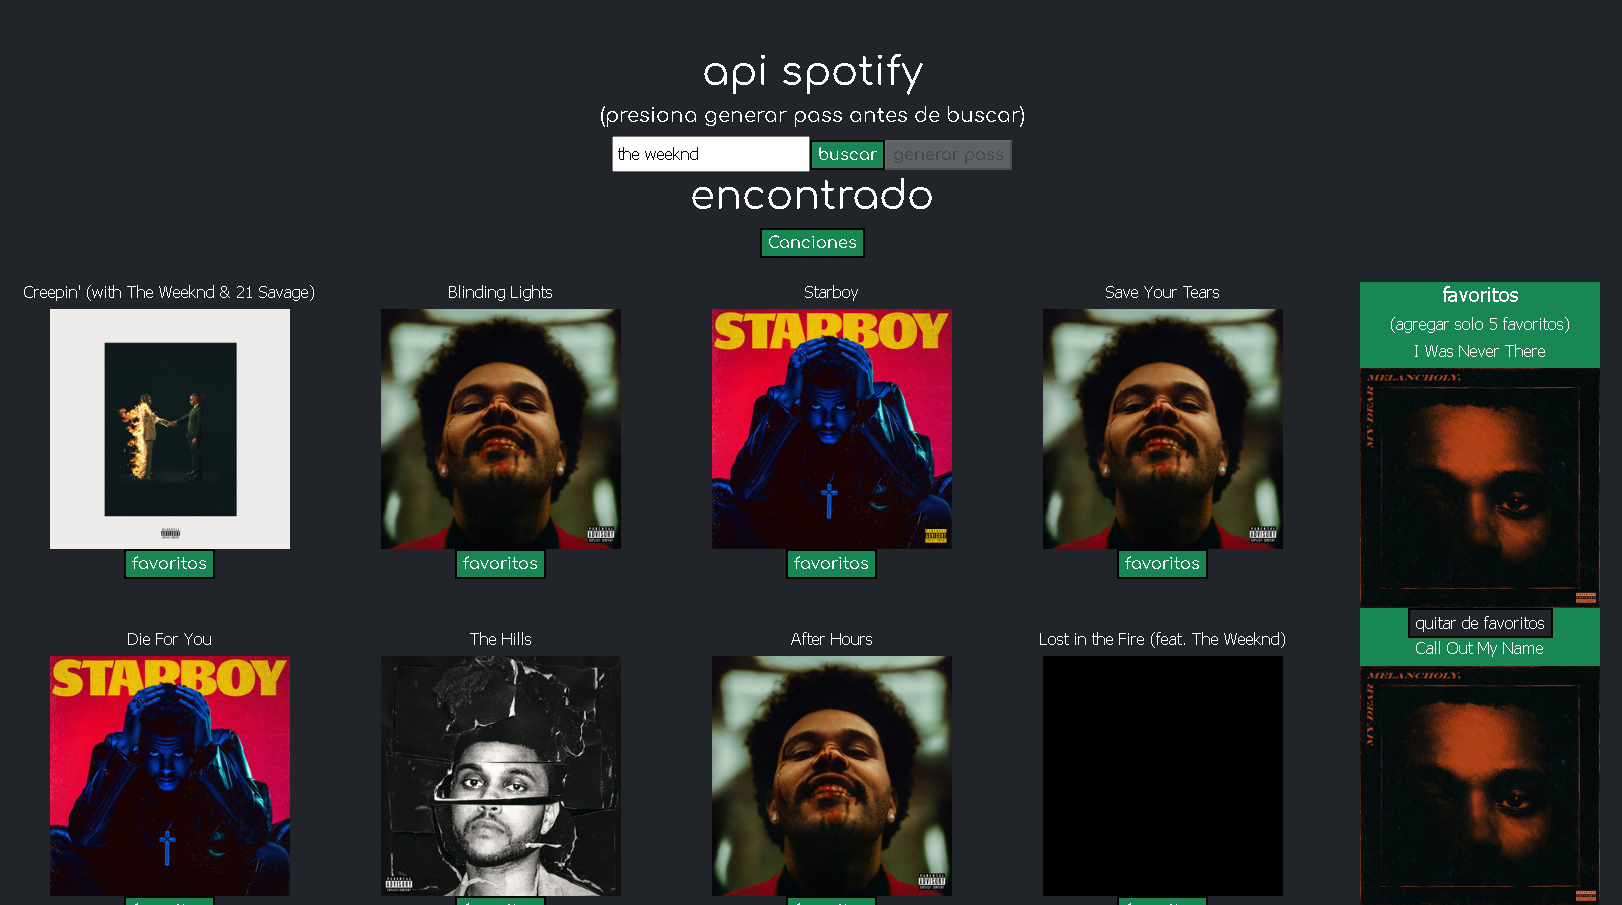 api spotify
(presiona generar pass antes de buscar)
the weeknd buscar generar pass
encontrado
Canciones
Creepin' (with The Weeknd & 21 Savage)
favoritos
Blinding Lights
favoritos
STARBOY
Starboy
favoritos
Save Your Tears
favoritos
Die For You
STARBOY
The Hills
After Hours
Lost in the Fire (feat. The Weeknd)
favoritos
(agregar solo 5 favoritos)
I Was Never There
MY DEAR
MELANCHOLY,
quitar de favoritos
Call Out My Name
MY DEAR
MELANCHOLY,